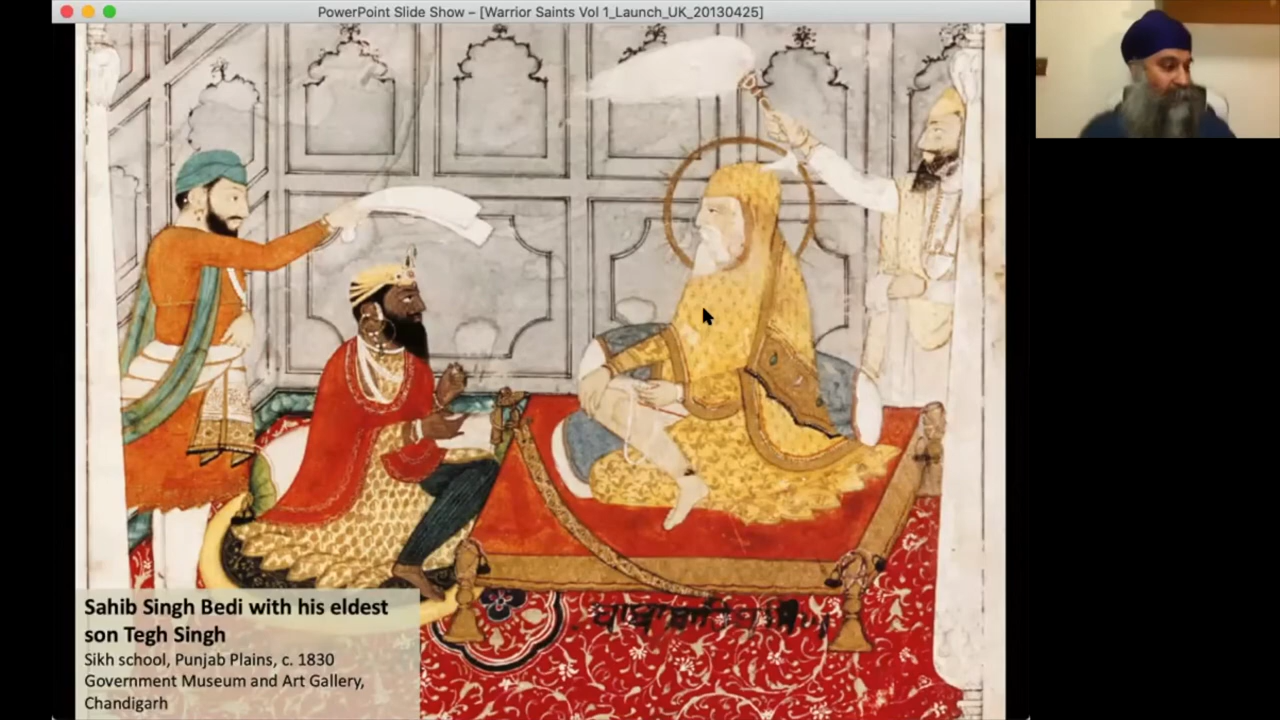 PowerPoint Slide Show – [Warrior Saints Vol 1_Launch_UK_20130425]
Sahib Singh Bedi with his eldest
son Tegh Singh
Sikh school, Punjab Plains, c. 1830
Government Museum and Art Gallery,
Chandigarh